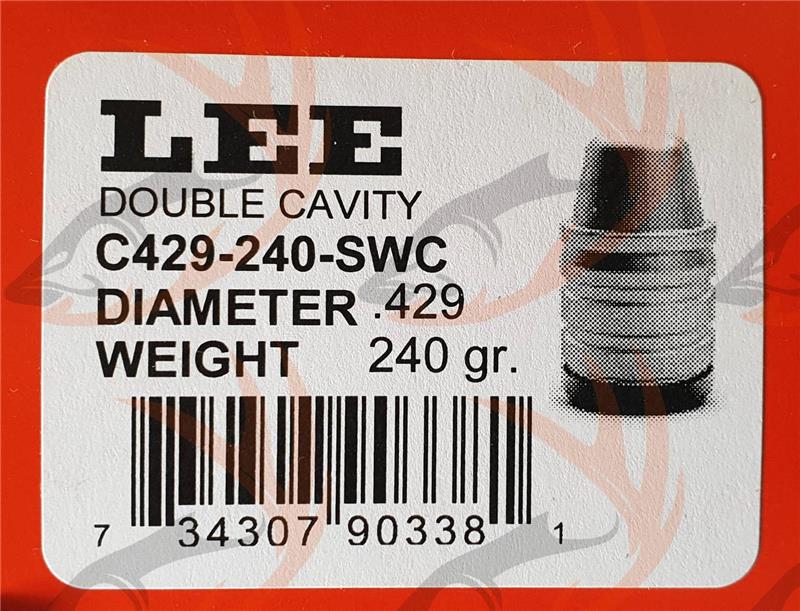 LEE
DOUBLE CAVITY
C429-240-SWC
DIAMETER .429
WEIGHT 240 gr.
7 34307 90338 1